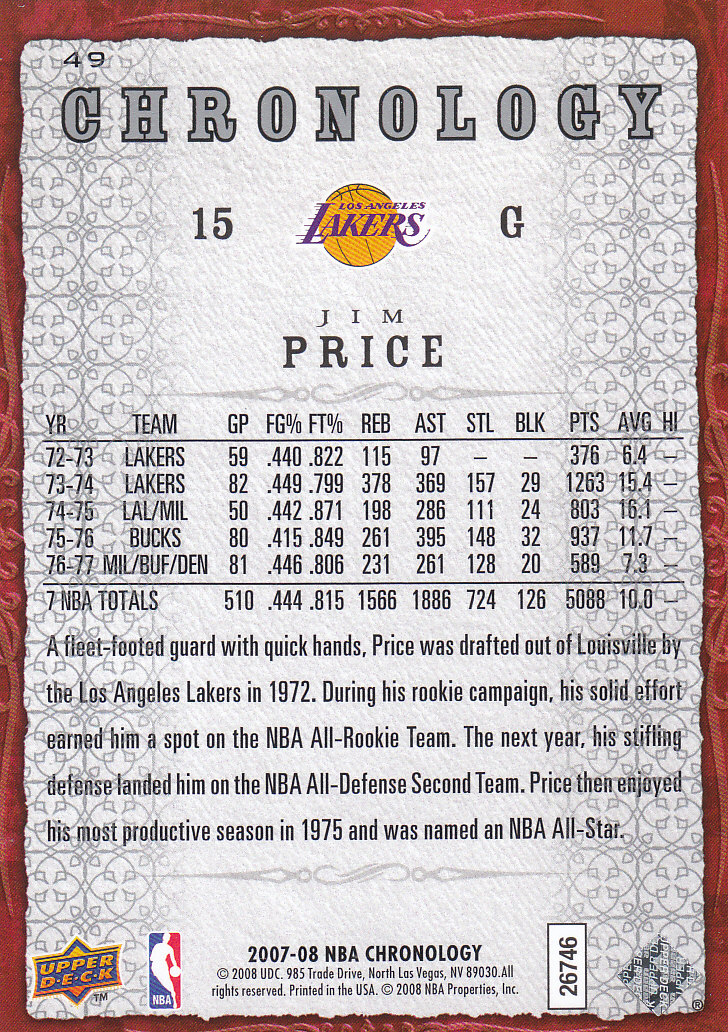 49
CHRONOLOGY
15 LOS ANGELES LAKERS G
JIM
PRICE
YR TEAM GP FG% FT% REB AST STL BLK PTS AVG HI
72-73 LAKERS 59 .440 .822 115 97 – – 376 6.4 –
73-74 LAKERS 82 .449 .799 378 369 157 29 1263 15.4 –
74-75 LAL/MIL 50 .442 .871 198 286 111 24 803 16.1 –
75-76 BUCKS 80 .415 .849 261 395 148 32 937 11.7 –
76-77 MIL/BUF/DEN 81 .446 .806 231 261 128 20 589 7.3 –
7 NBA TOTALS 510 .444 .815 1566 1886 724 126 5088 10.0 –
A fleet-footed guard with quick hands, Price was drafted out of Louisville by
the Los Angeles Lakers in 1972. During his rookie campaign, his solid effort
earned him a spot on the NBA All-Rookie Team. The next year, his stifling
defense landed him on the NBA All-Defense Second Team. Price then enjoyed
his most productive season in 1975 and was named an NBA All-Star.
UPPER
D·E·C·K
TM
NBA
2007-08 NBA CHRONOLOGY
© 2008 UDC. 985 Trade Drive, North Las Vegas, NV 89030. All
rights reserved. Printed in the USA. © 2008 NBA Properties, Inc.
26746
®